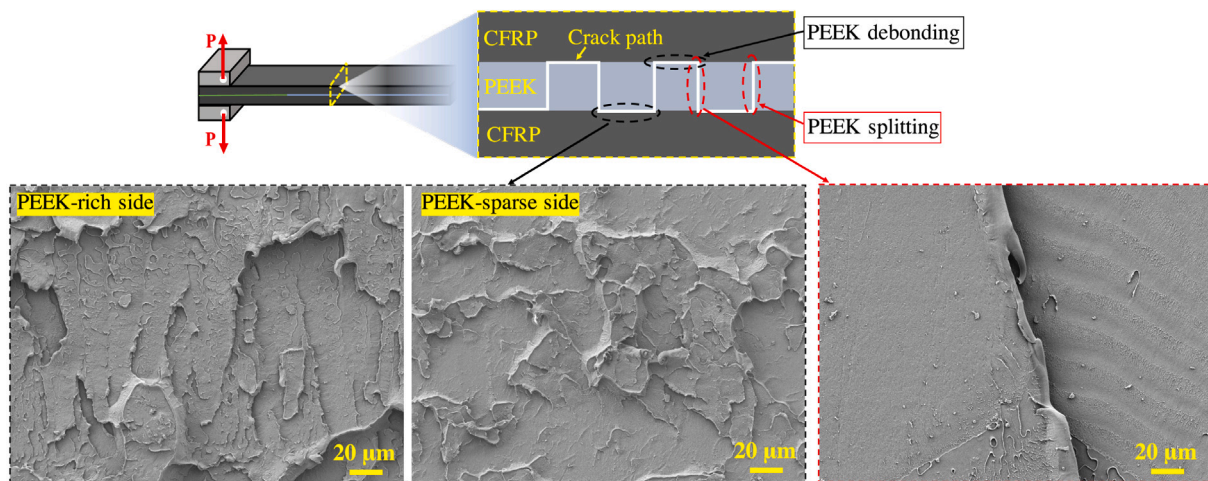 P
P
CFRP
Crack path
PEEK
CFRP
PEEK debonding
PEEK
splitting
PEEK-rich side
PEEK-sparse side
20 μm
20 μm
20 μm